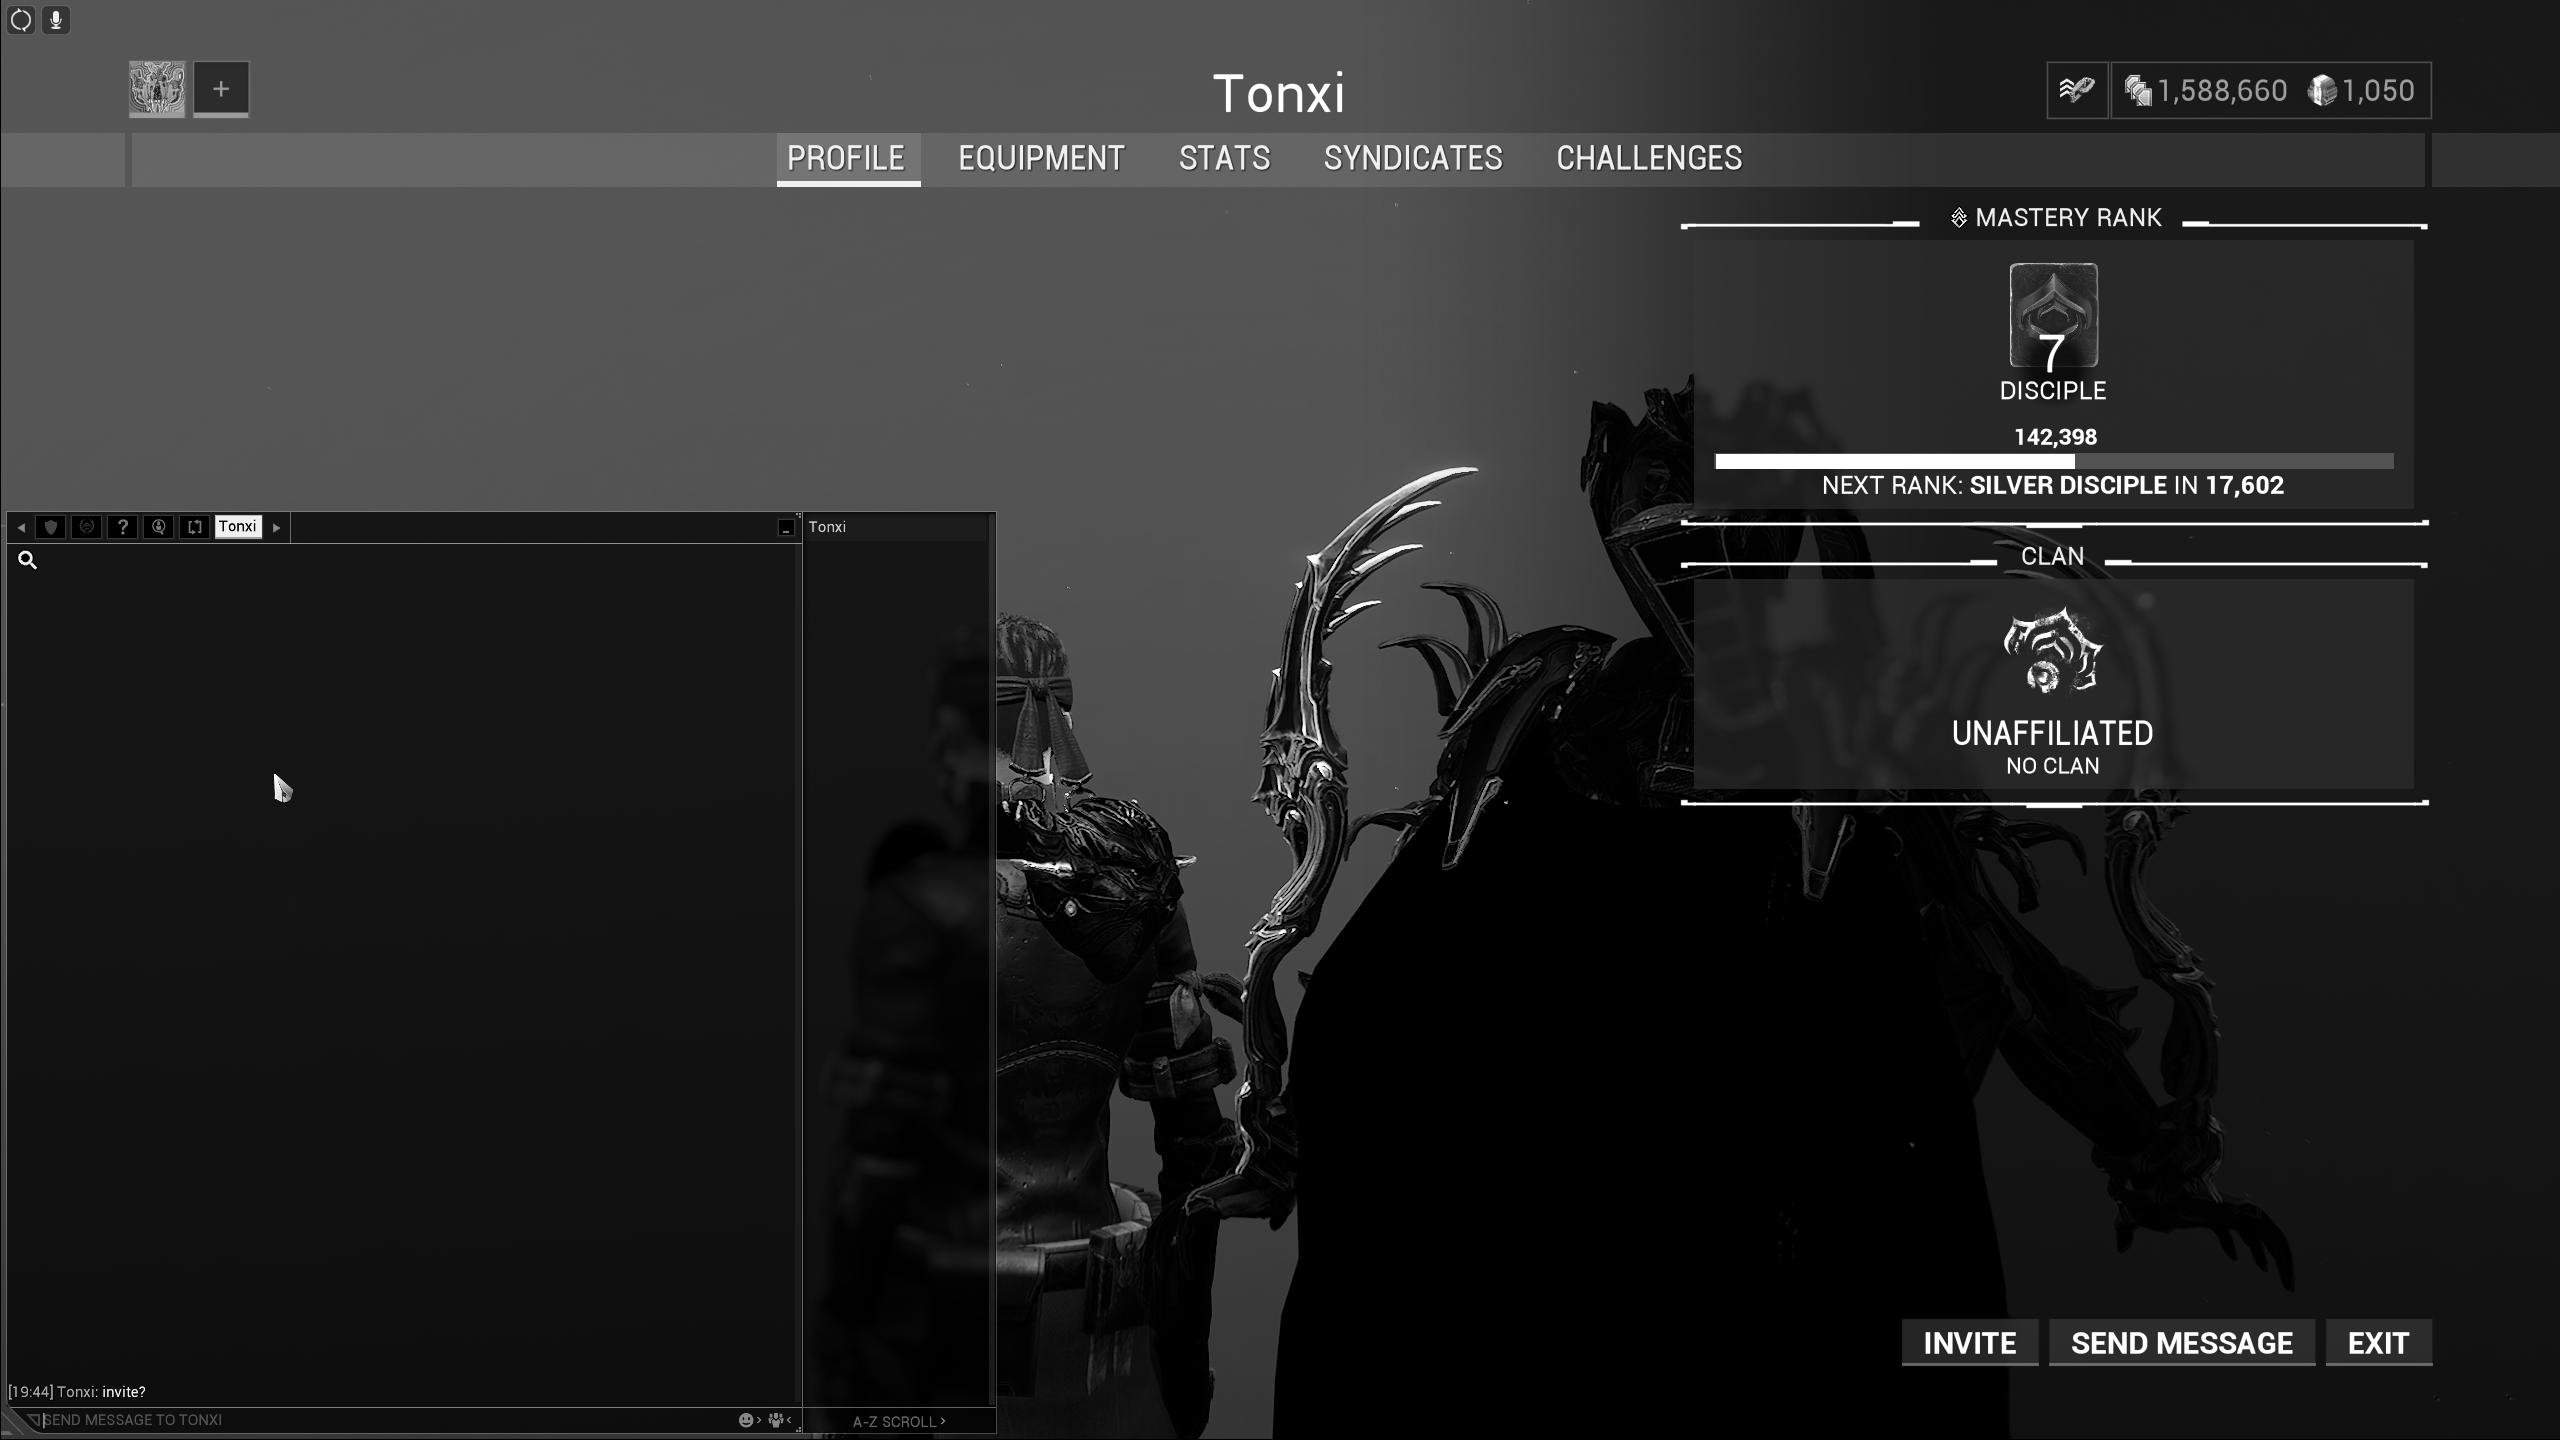 Tonxi
1,588,660 1,050
PROFILE EQUIPMENT STATS SYNDICATES CHALLENGES
MASTERY RANK
7
DISCIPLE
142,398
NEXT RANK: SILVER DISCIPLE IN 17,602
CLAN
UNAFFILIATED
NO CLAN
? Tonxi
Tonxi
[19:44] Tonxi: invite?
SEND MESSAGE TO TONXI
A-Z SCROLL >
INVITE SEND MESSAGE EXIT